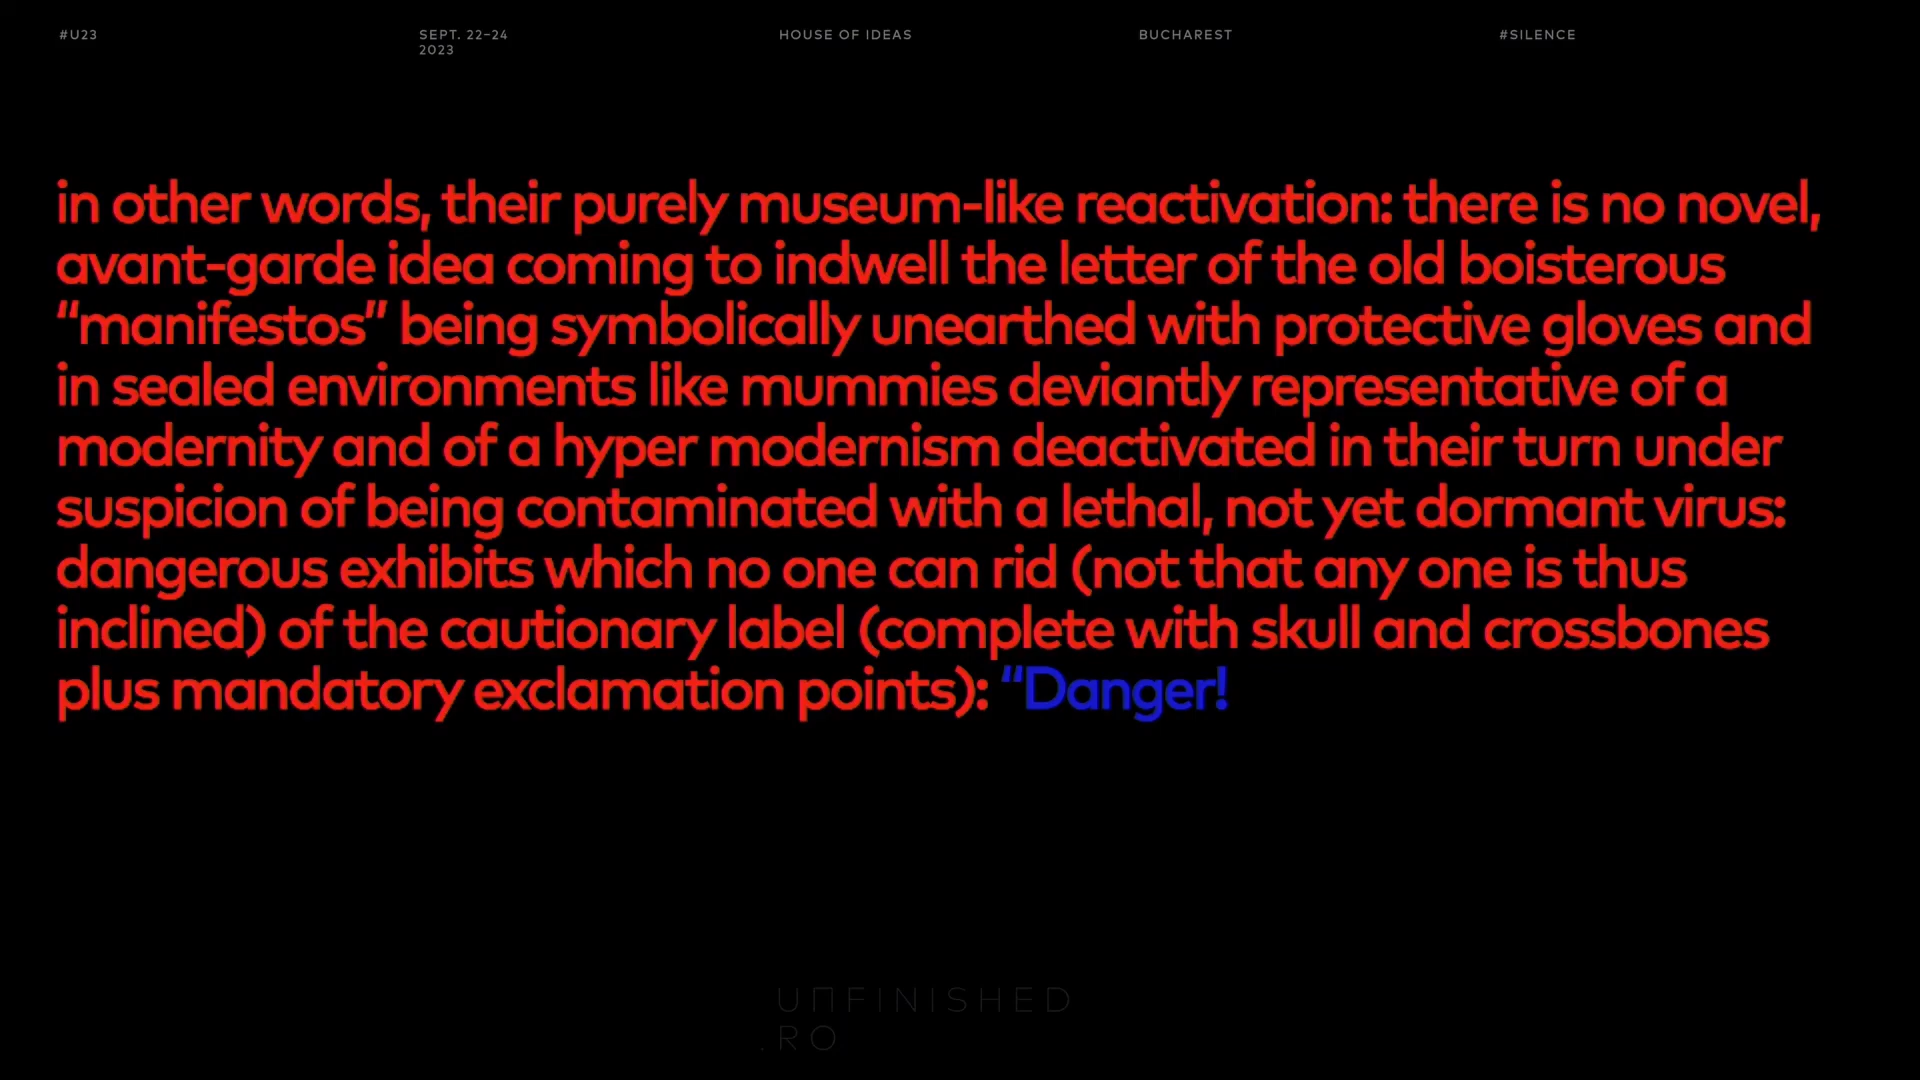 #U23
SEPT. 22–24
2023
HOUSE OF IDEAS
BUCHAREST
#SILENCE
in other words, their purely museum-like reactivation: there is no novel,
avant-garde idea coming to indwell the letter of the old boisterous
“manifestos” being symbolically unearthed with protective gloves and
in sealed environments like mummies deviantly representative of a
modernity and of a hyper modernism deactivated in their turn under
suspicion of being contaminated with a lethal, not yet dormant virus:
dangerous exhibits which no one can rid (not that any one is thus
inclined) of the cautionary label (complete with skull and crossbones
plus mandatory exclamation points): “Danger!
UNFINISHED
.RO